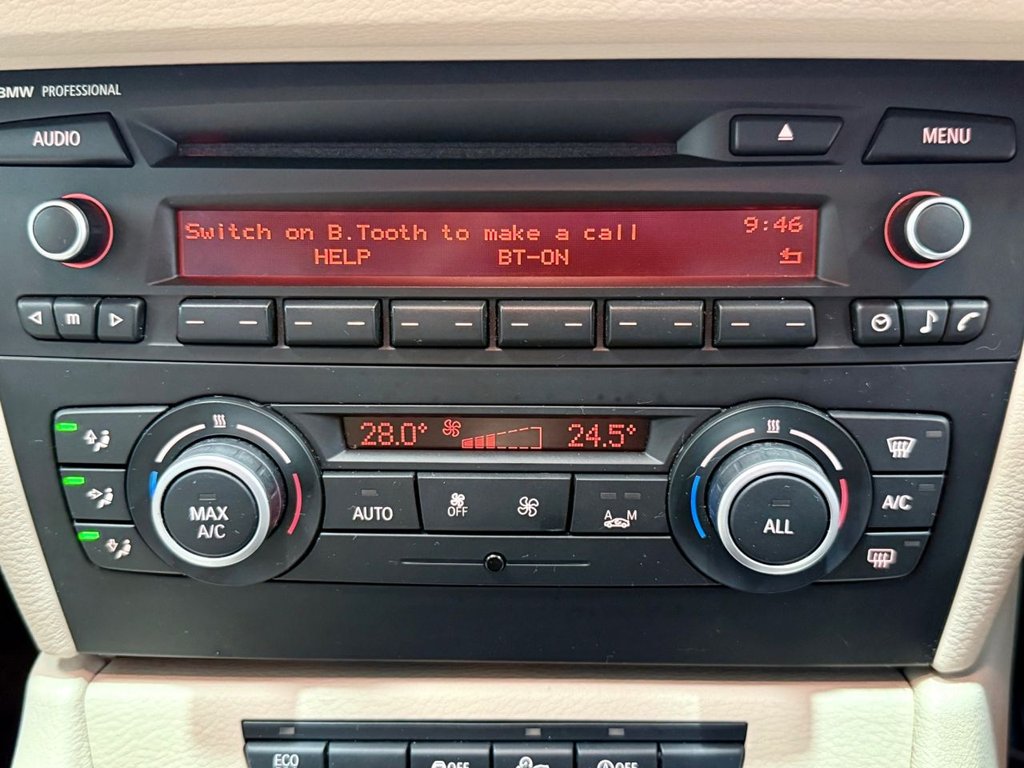 BMW PROFESSIONAL
AUDIO
MENU
Switch on B.Tooth to make a call 9:46
HELP BT-ON
m
28.0° 24.5°
MAX
A/C
AUTO
OFF
A M
ALL
A/C
ECO
OFF
OFF